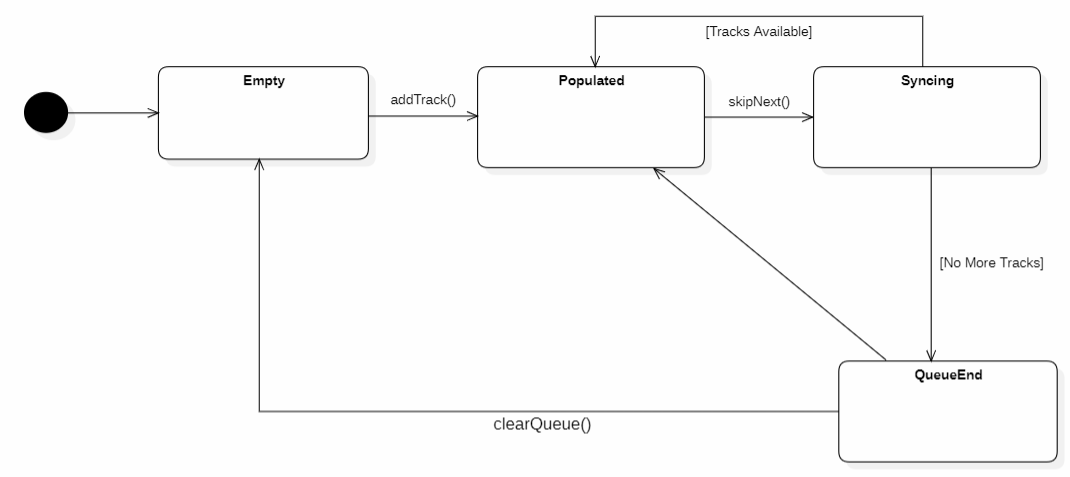 [Tracks Available]
Empty
Populated
Syncing
addTrack()
skipNext()
[No More Tracks]
QueueEnd
clearQueue()